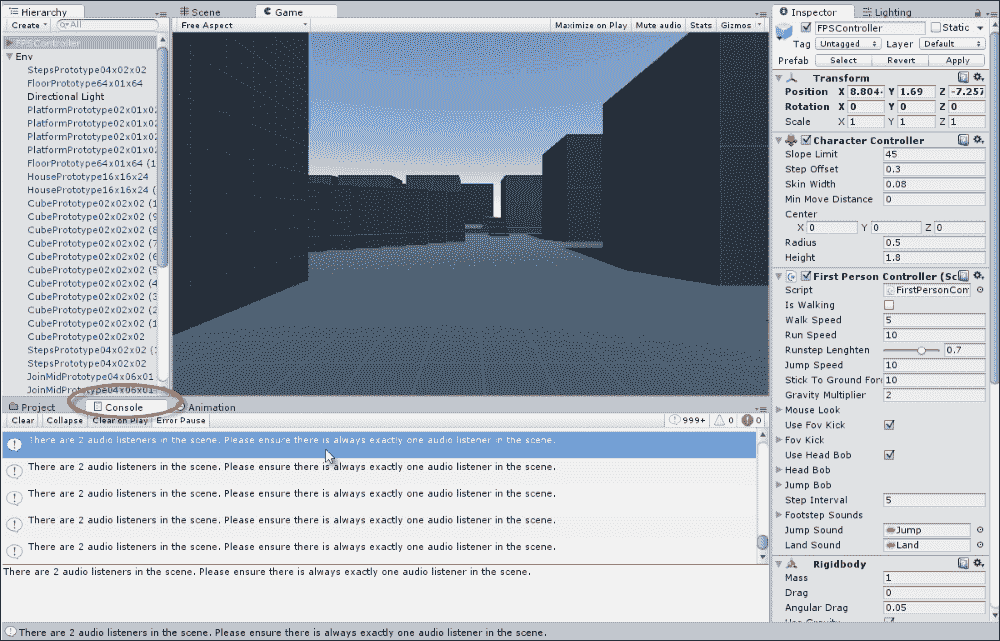 Hierarchy
Create
All
FPSController
Env
StepsPrototype04x02x02
FloorPrototype64x01x64
Directional Light
PlatformPrototype02x01x02
PlatformPrototype02x01x02
PlatformPrototype02x01x02
PlatformPrototype02x01x02
FloorPrototype64x01x64 (1
HousePrototype16x16x24
HousePrototype16x16x24 (
CubePrototype02x02x02 (1
CubePrototype02x02x02 (9
CubePrototype02x02x02 (8
CubePrototype02x02x02 (7
CubePrototype02x02x02 (6
CubePrototype02x02x02 (5
CubePrototype02x02x02 (4
CubePrototype02x02x02 (3
CubePrototype02x02x02 (2
CubePrototype02x02x02 (1
CubePrototype02x02x02
StepsPrototype04x02x02 (
StepsPrototype04x02x02
JoinMidPrototype04x06x01
JoinMidPrototype04x06x01
Scene
Game
Free Aspect
Maximize on Play
Mute audio
Stats
Gizmos
Project
Console
Animation
Clear
Collapse
Clear on Play
Error Pause
999+
0
0
There are 2 audio listeners in the scene. Please ensure there is always exactly one audio listener in the scene.
There are 2 audio listeners in the scene. Please ensure there is always exactly one audio listener in the scene.
There are 2 audio listeners in the scene. Please ensure there is always exactly one audio listener in the scene.
There are 2 audio listeners in the scene. Please ensure there is always exactly one audio listener in the scene.
There are 2 audio listeners in the scene. Please ensure there is always exactly one audio listener in the scene.
There are 2 audio listeners in the scene. Please ensure there is always exactly one audio listener in the scene.
There are 2 audio listeners in the scene. Please ensure there is always exactly one audio listener in the scene.
Inspector
Lighting
FPSController
Static
Tag Untagged Layer Default
Prefab Select Revert Apply
Transform
Position X 8.804 Y 1.69 Z -7.257
Rotation X 0 Y 0 Z 0
Scale X 1 Y 1 Z 1
Character Controller
Slope Limit 45
Step Offset 0.3
Skin Width 0.08
Min Move Distance 0
Center
X 0 Y 0 Z 0
Radius 0.5
Height 1.8
First Person Controller (Sc
Script FirstPersonCon
Is Walking
Walk Speed 5
Run Speed 10
Runstep Lenghten 0.7
Jump Speed 10
Stick To Ground For 10
Gravity Multiplier 2
Mouse Look
Use Fov Kick
Fov Kick
Use Head Bob
Head Bob
Jump Bob
Step Interval 5
Footstep Sounds
Jump Sound Jump
Land Sound Land
Rigidbody
Mass 1
Drag 0
Angular Drag 0.05
Use Gravity